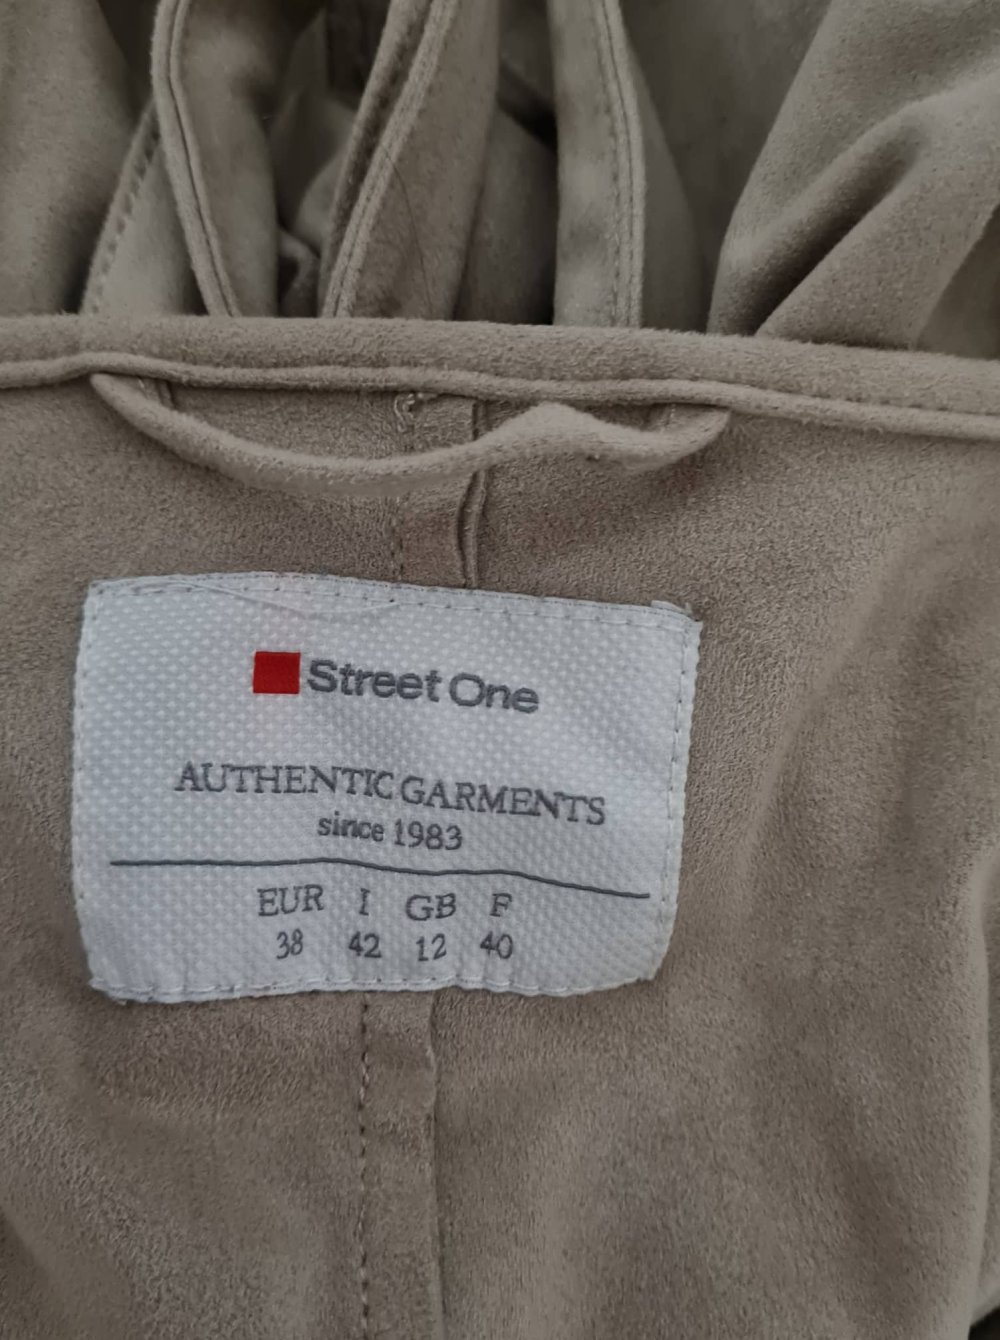 Street One
AUTHENTIC GARMENTS
since 1983
EUR I GB F
38 42 12 40